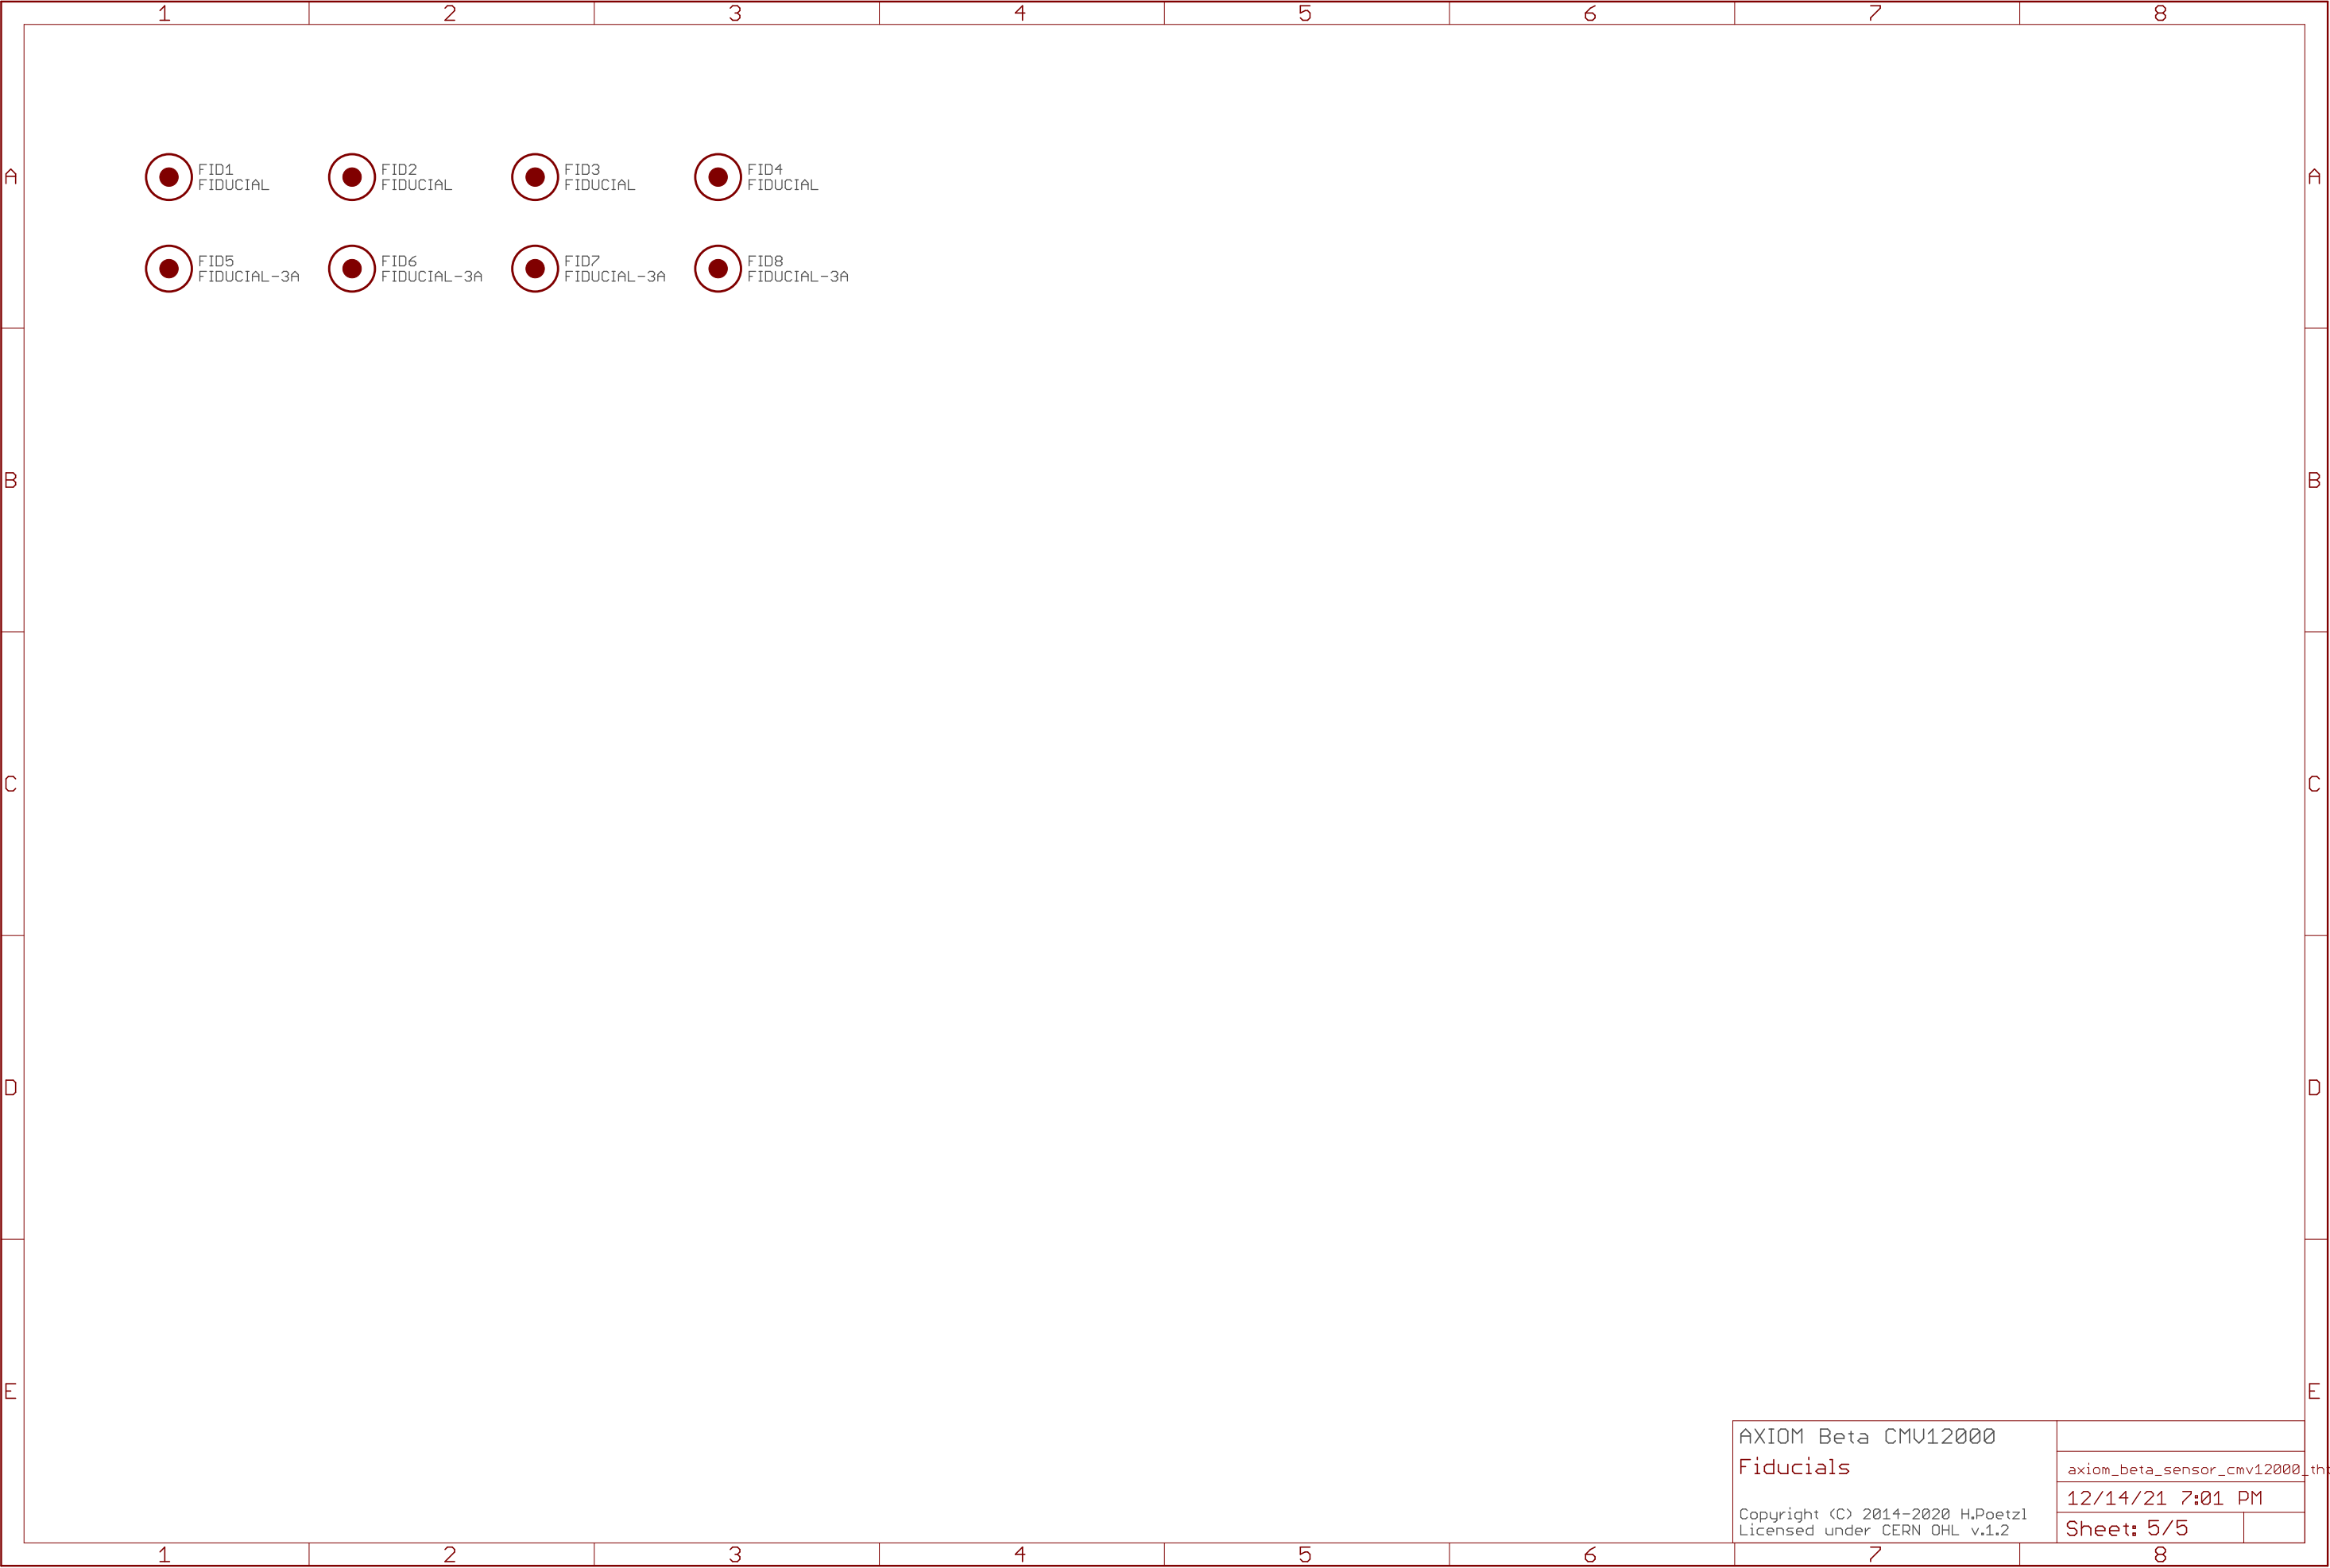 1 2 3 4 5 6 7 8
A A
FID1 FID2 FID3 FID4
FIDUCIAL FIDUCIAL FIDUCIAL FIDUCIAL
FID5 FID6 FID7 FID8
FIDUCIAL-3A FIDUCIAL-3A FIDUCIAL-3A FIDUCIAL-3A
B B
C C
D D
E E
AXIOM Beta CMV12000
Fiducials
Copyright (C) 2014-2020 H.Poetzl
Licensed under CERN OHL v.1.2
axiom_beta_sensor_cmv12000_th
12/14/21 7:01 PM
Sheet: 5/5
1 2 3 4 5 6 7 8